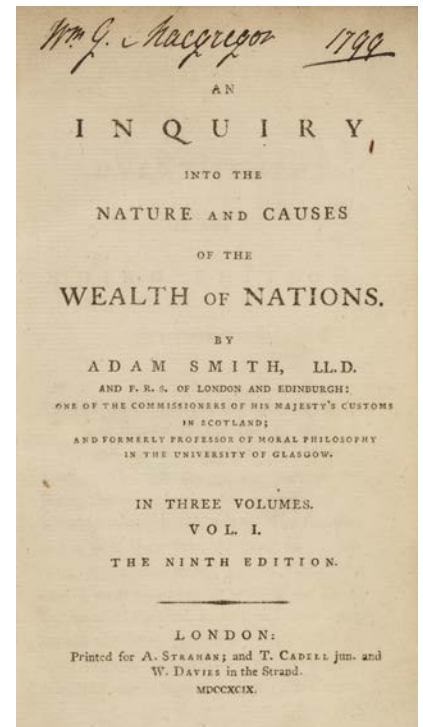 Wm G. Macgregor 1799
AN
INQUIRY
INTO THE
NATURE AND CAUSES
OF THE
WEALTH OF NATIONS.
BY
ADAM SMITH, LL.D.
AND F. R. S. OF LONDON AND EDINBURGH:
ONE OF THE COMMISSIONERS OF HIS MAJESTY'S CUSTOMS
IN SCOTLAND;
AND FORMERLY PROFESSOR OF MORAL PHILOSOPHY
IN THE UNIVERSITY OF GLASGOW.
IN THREE VOLUMES.
VOL. I.
THE NINTH EDITION.
LONDON:
Printed for A. STRAHAN; and T. CADELL jun. and
W. DAVIES in the Strand.
MDCCXCIX.